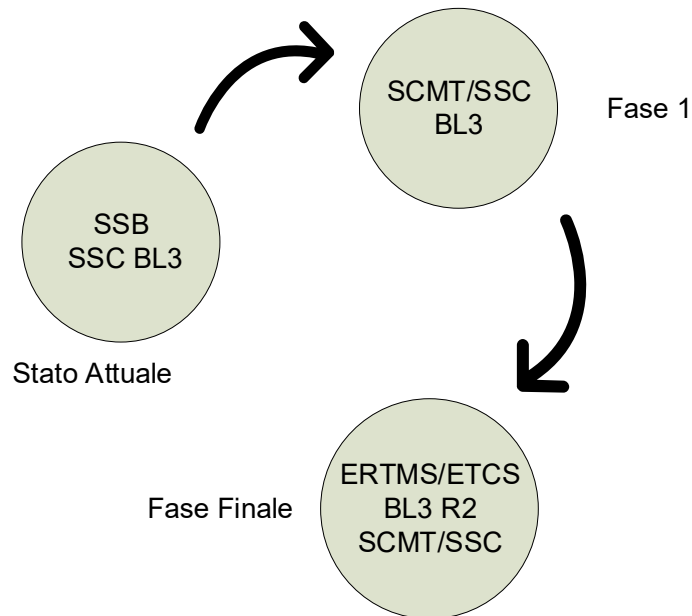 SCMT/SSC
BL3
Fase 1
SSB
SSC BL3
Stato Attuale
ERTMS/ETCS
BL3 R2
SCMT/SSC
Fase Finale